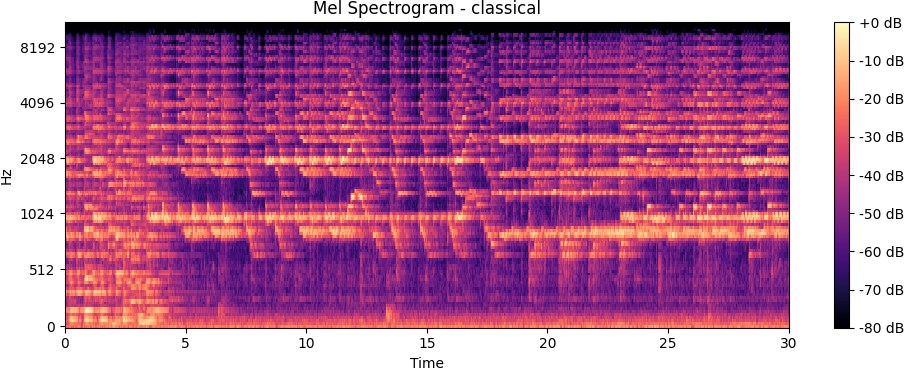 Mel Spectrogram - classical
Hz
8192
4096
2048
1024
512
0
0 5 10 15 20 25 30
Time
+0 dB
-10 dB
-20 dB
-30 dB
-40 dB
-50 dB
-60 dB
-70 dB
-80 dB